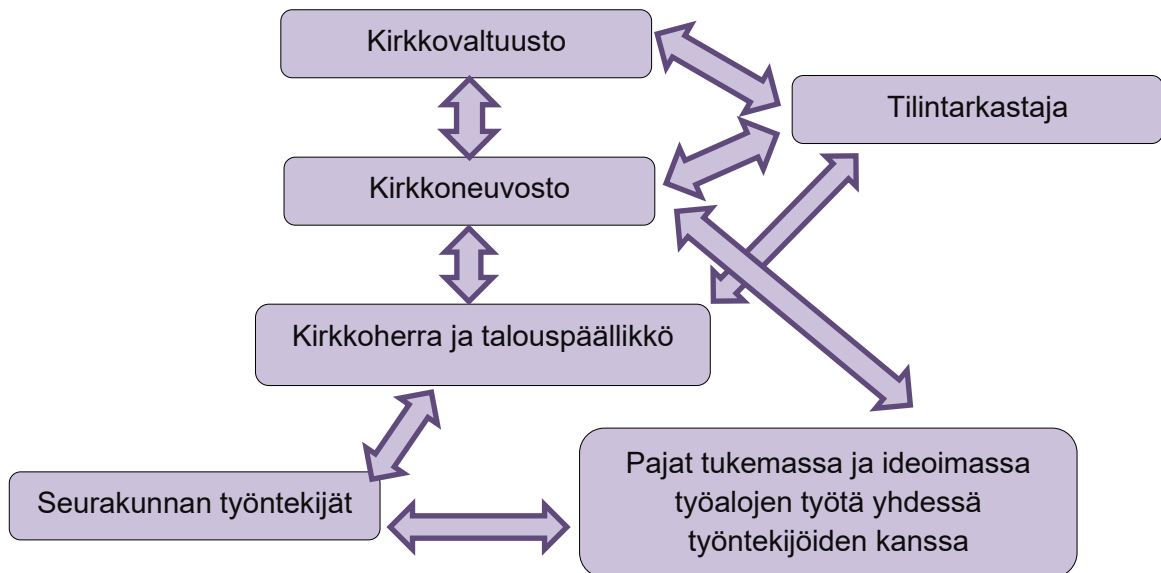 Kirkkovaltuusto
Tilintarkastaja
Kirkkoneuvosto
Kirkkoherra ja talouspäällikkö
Seurakunnan työntekijät
Pajat tukemassa ja ideoimassa
työalojen työtä yhdessä
työntekijöiden kanssa